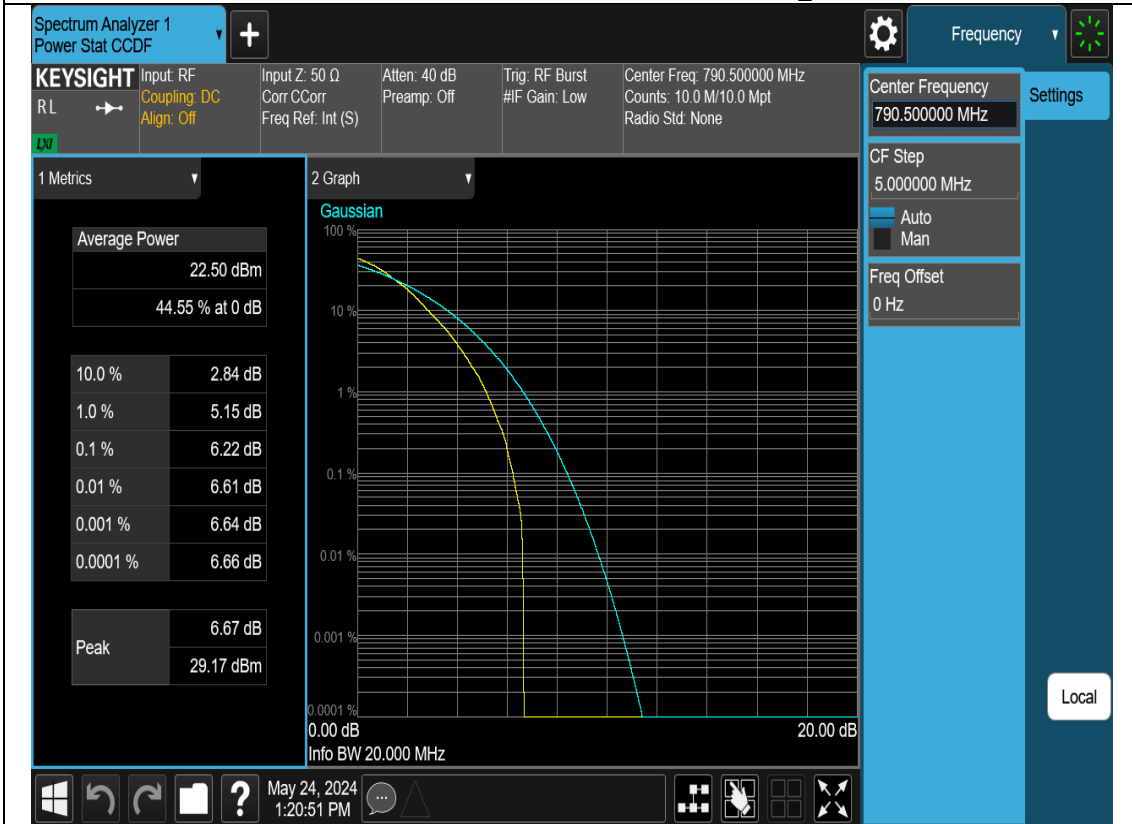 Spectrum Analyzer 1
Power Stat CCDF
Frequency
KEYSIGHT
RL
LXI
Input: RF
Coupling: DC
Align: Off
Input Z: 50 Ω
Corr CCorr
Freq Ref: Int (S)
Atten: 40 dB
Preamp: Off
Trig: RF Burst
#IF Gain: Low
Center Freq: 790.500000 MHz
Counts: 10.0 M/10.0 Mpt
Radio Std: None
Center Frequency
790.500000 MHz
Settings
CF Step
5.000000 MHz
Auto
Man
Freq Offset
0 Hz
Local
1 Metrics
Average Power
22.50 dBm
44.55 % at 0 dB
10.0 % 2.84 dB
1.0 % 5.15 dB
0.1 % 6.22 dB
0.01 % 6.61 dB
0.001 % 6.64 dB
0.0001 % 6.66 dB
Peak
6.67 dB
29.17 dBm
2 Graph
Gaussian
100 %
10 %
1 %
0.1 %
0.01 %
0.001 %
0.0001 %
0.00 dB 20.00 dB
Info BW 20.000 MHz
?
May 24, 2024
1:20:51 PM